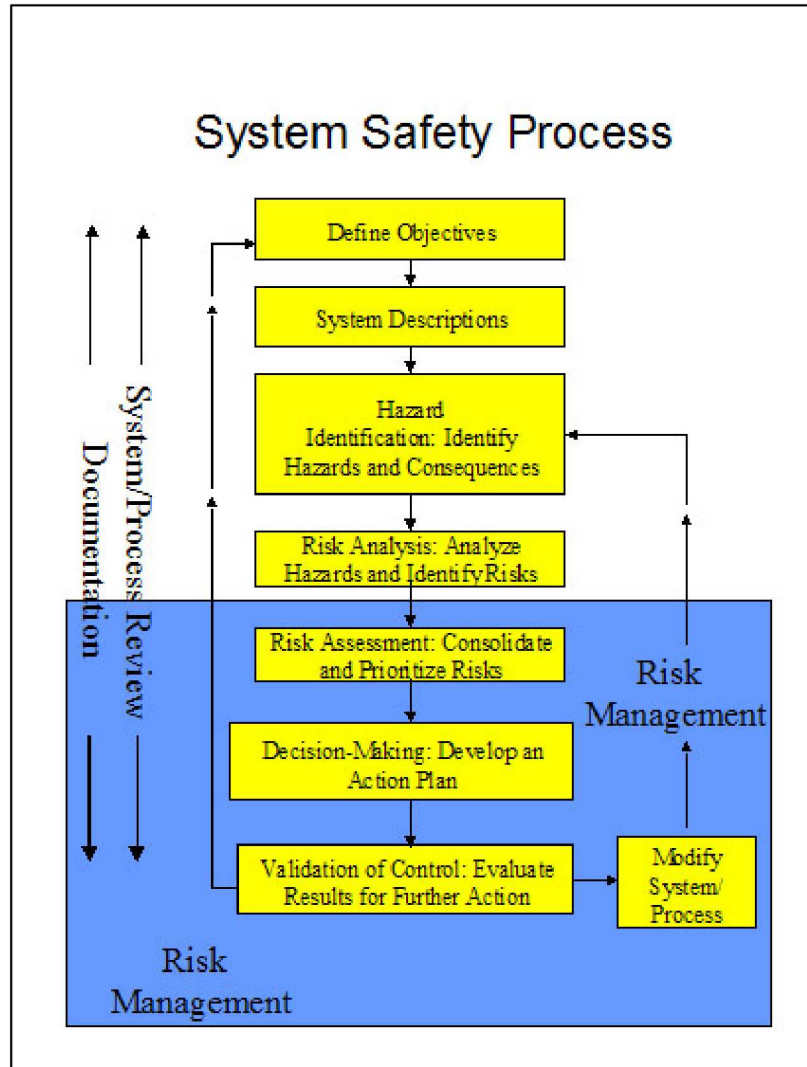 System Safety Process
Define Objectives
System Descriptions
Hazard
Identification: Identify
Hazards and Consequences
Risk Analysis: Analyze
Hazards and Identify Risks
Risk Assessment: Consolidate
and Prioritize Risks
Decision-Making: Develop an
Action Plan
Validation of Control: Evaluate
Results for Further Action
Modify
System/
Process
Risk
Management
Risk
Management
System/Process Review
Documentation